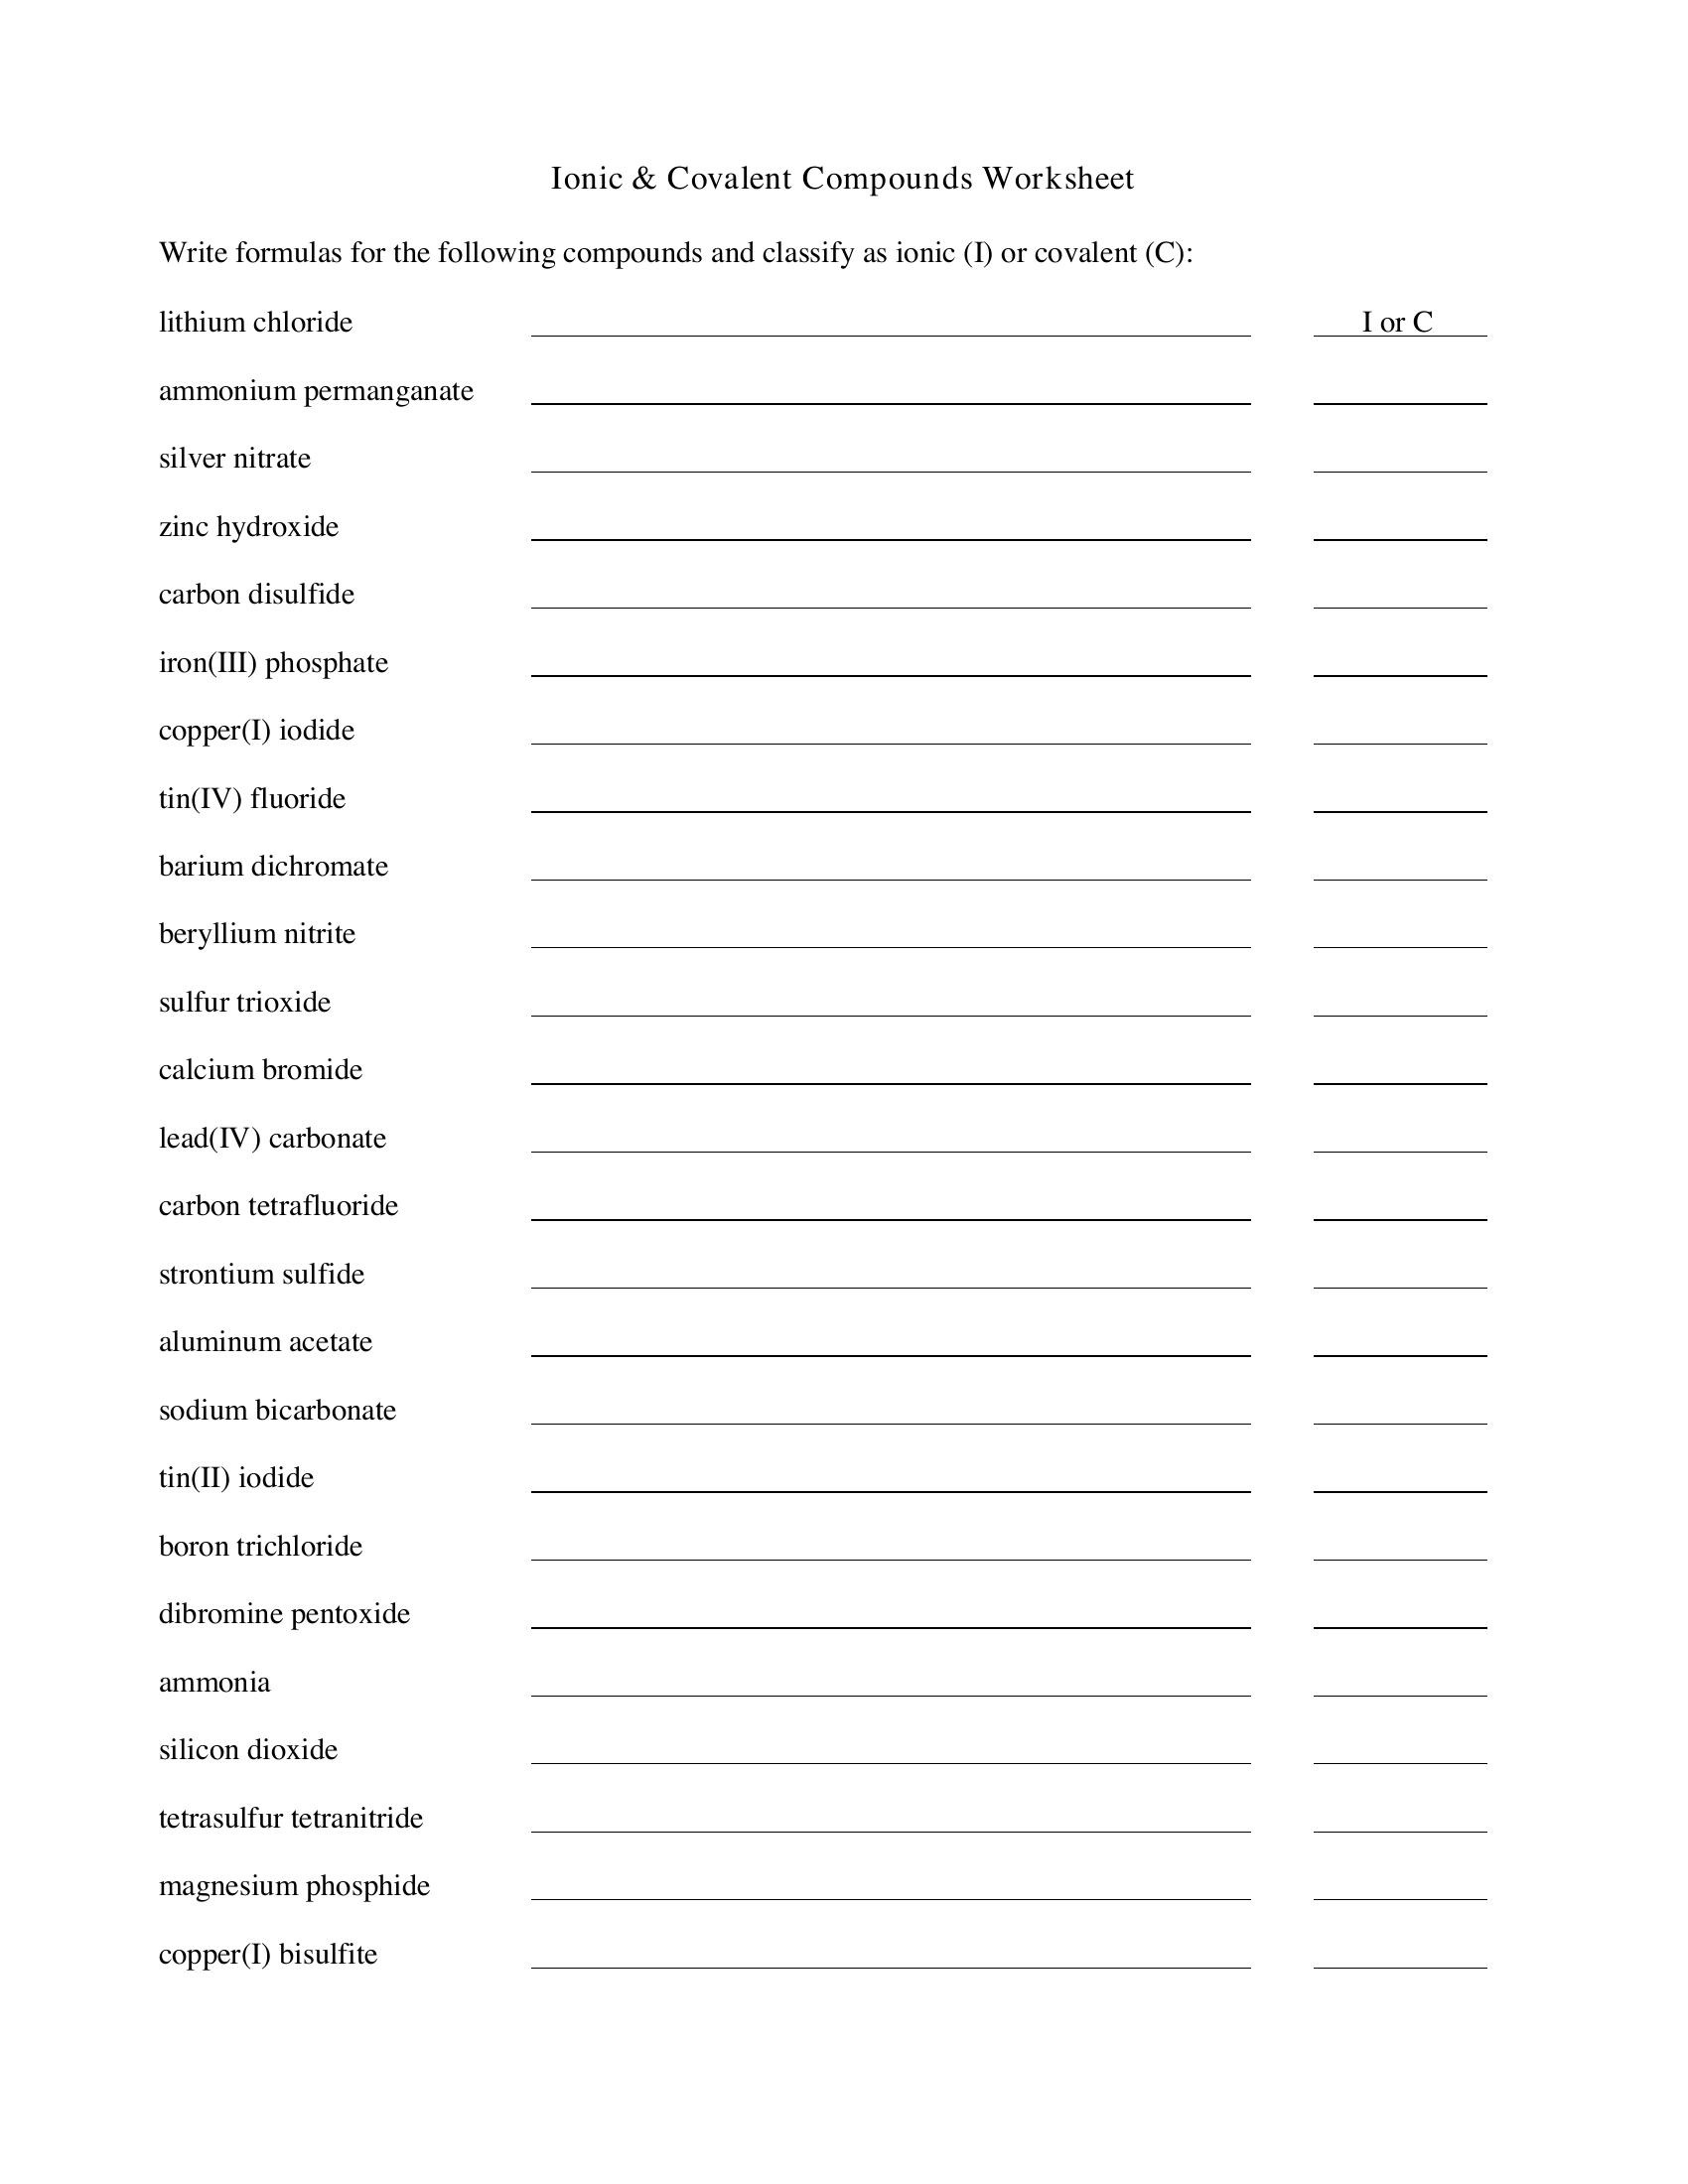 Ionic & Covalent Compounds Worksheet
Write formulas for the following compounds and classify as ionic (I) or covalent (C):
lithium chloride I or C
ammonium permanganate
silver nitrate
zinc hydroxide
carbon disulfide
iron(III) phosphate
copper(I) iodide
tin(IV) fluoride
barium dichromate
beryllium nitrite
sulfur trioxide
calcium bromide
lead(IV) carbonate
carbon tetrafluoride
strontium sulfide
aluminum acetate
sodium bicarbonate
tin(II) iodide
boron trichloride
dibromine pentoxide
ammonia
silicon dioxide
tetrasulfur tetranitride
magnesium phosphide
copper(I) bisulfite